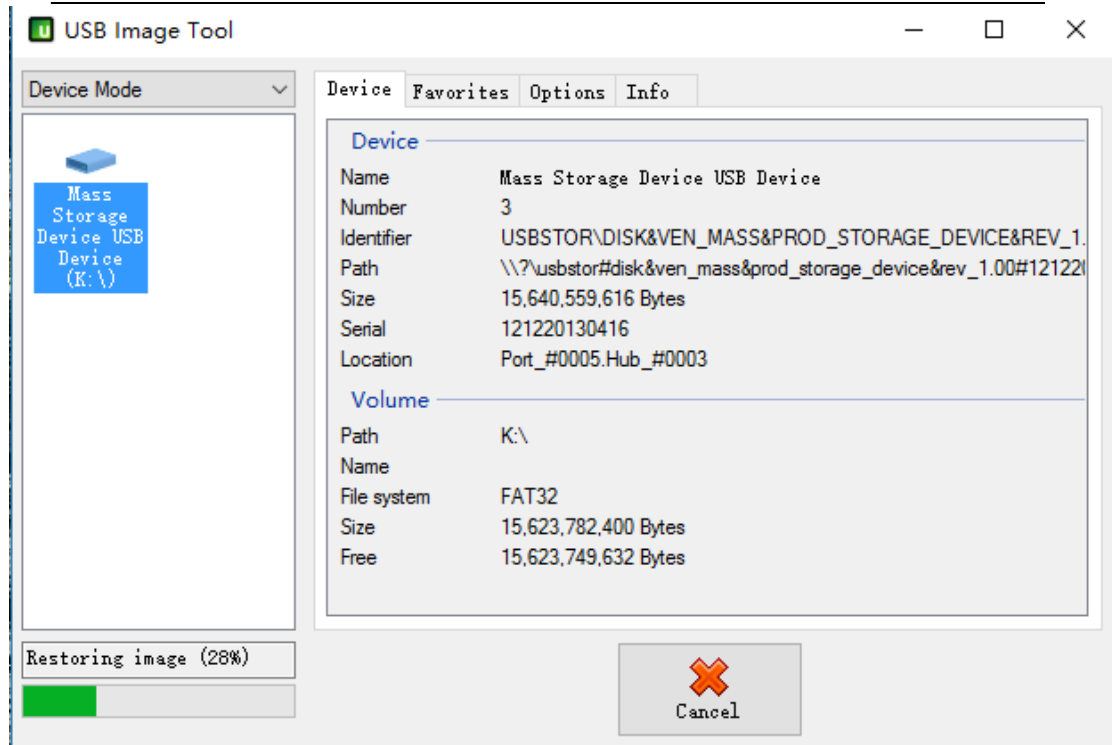 USB Image Tool
Device Mode
Mass
Storage
Device USB
Device
(K:\)
Restoring image (28%)
Device Favorites Options Info
Device
Name Mass Storage Device USB Device
Number 3
Identifier USBSTOR\DISK&VEN_MASS&PROD_STORAGE_DEVICE&REV_1.
Path \\?\usbstor#disk&ven_mass&prod_storage_device&rev_1.00#121220
Size 15,640,559,616 Bytes
Serial 121220130416
Location Port_#0005.Hub_#0003
Volume
Path K:\
Name
File system FAT32
Size 15,623,782,400 Bytes
Free 15,623,749,632 Bytes
Cancel